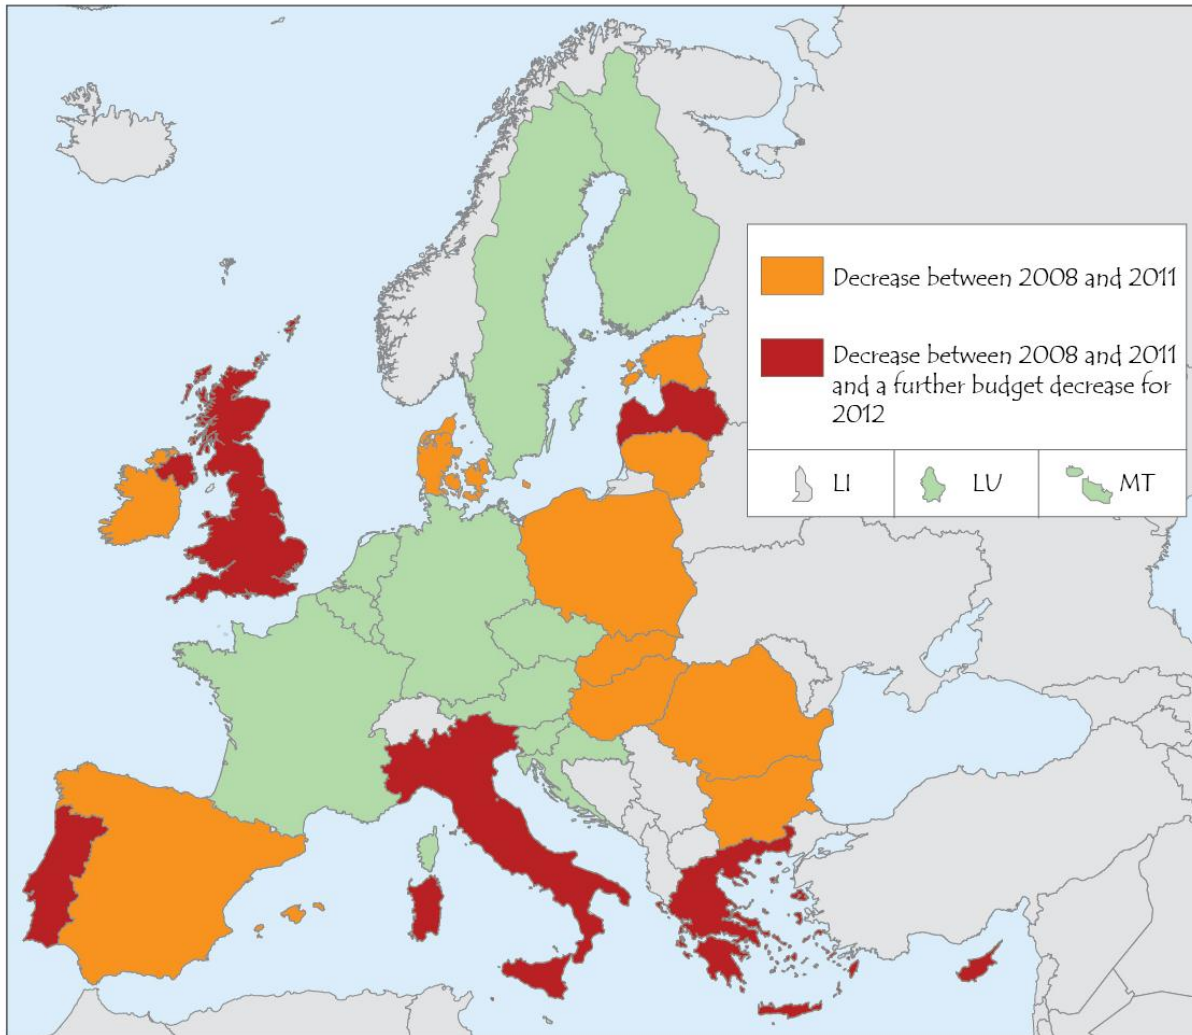 Decrease between 2008 and 2011
Decrease between 2008 and 2011
and a further budget decrease for
2012
LI
LU
MT